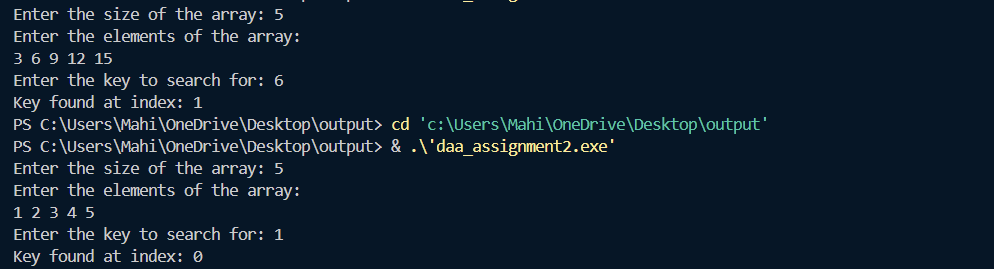 Enter the size of the array: 5
Enter the elements of the array:
3 6 9 12 15
Enter the key to search for: 6
Key found at index: 1
PS C:\Users\Mahi\OneDrive\Desktop\output> cd 'c:\Users\Mahi\OneDrive\Desktop\output'
PS C:\Users\Mahi\OneDrive\Desktop\output> & .\'daa_assignment2.exe'
Enter the size of the array: 5
Enter the elements of the array:
1 2 3 4 5
Enter the key to search for: 1
Key found at index: 0